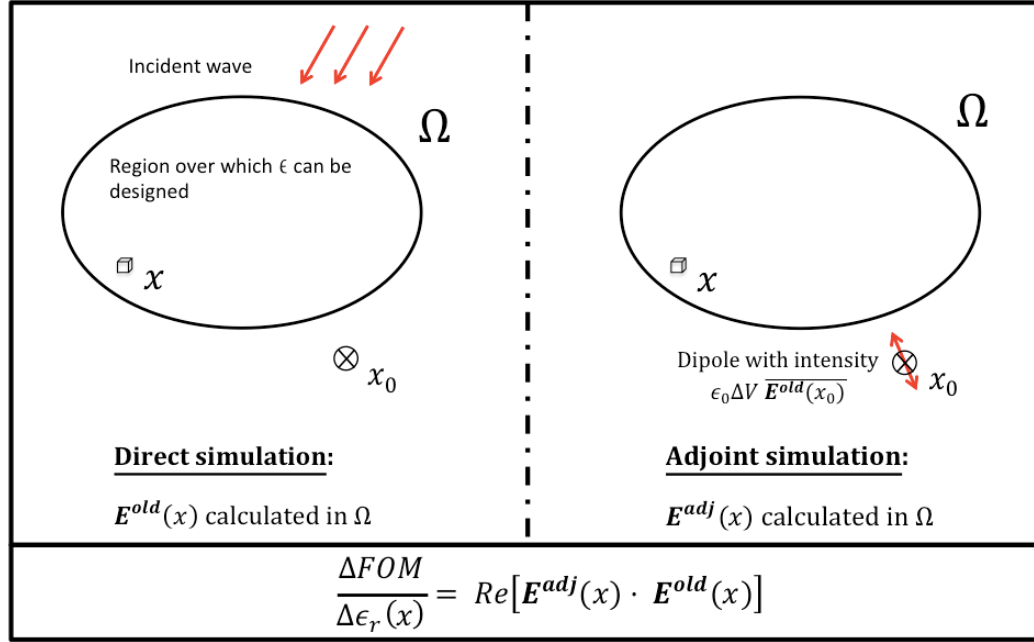 Incident wave
Ω
Region over which ϵ can be
designed
x
x₀
Direct simulation:
E^old(x) calculated in Ω
Ω
x
Dipole with intensity
ϵ₀ΔV \overline{E^old(x₀)}
x₀
Adjoint simulation:
E^adj(x) calculated in Ω
ΔFOM/Δϵᵣ(x) = Re[E^adj(x) · E^old(x)]